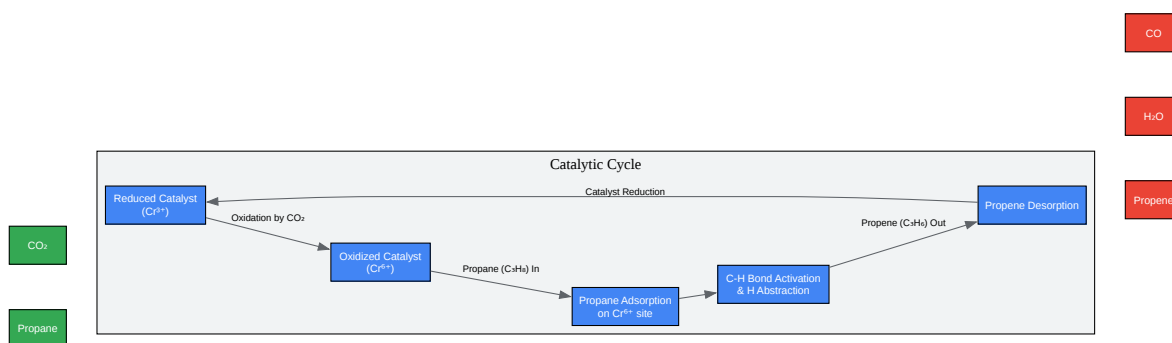 CO
H₂O
Catalytic Cycle
Reduced Catalyst
(Cr³⁺)
Catalyst Reduction
Propene Desorption
Propene
Oxidation by CO₂
Propene (C₃H₆) Out
CO₂
Oxidized Catalyst
(Cr⁶⁺)
Propane (C₃H₈) In
C-H Bond Activation
& H Abstraction
Propane Adsorption
on Cr⁶⁺ site
Propane